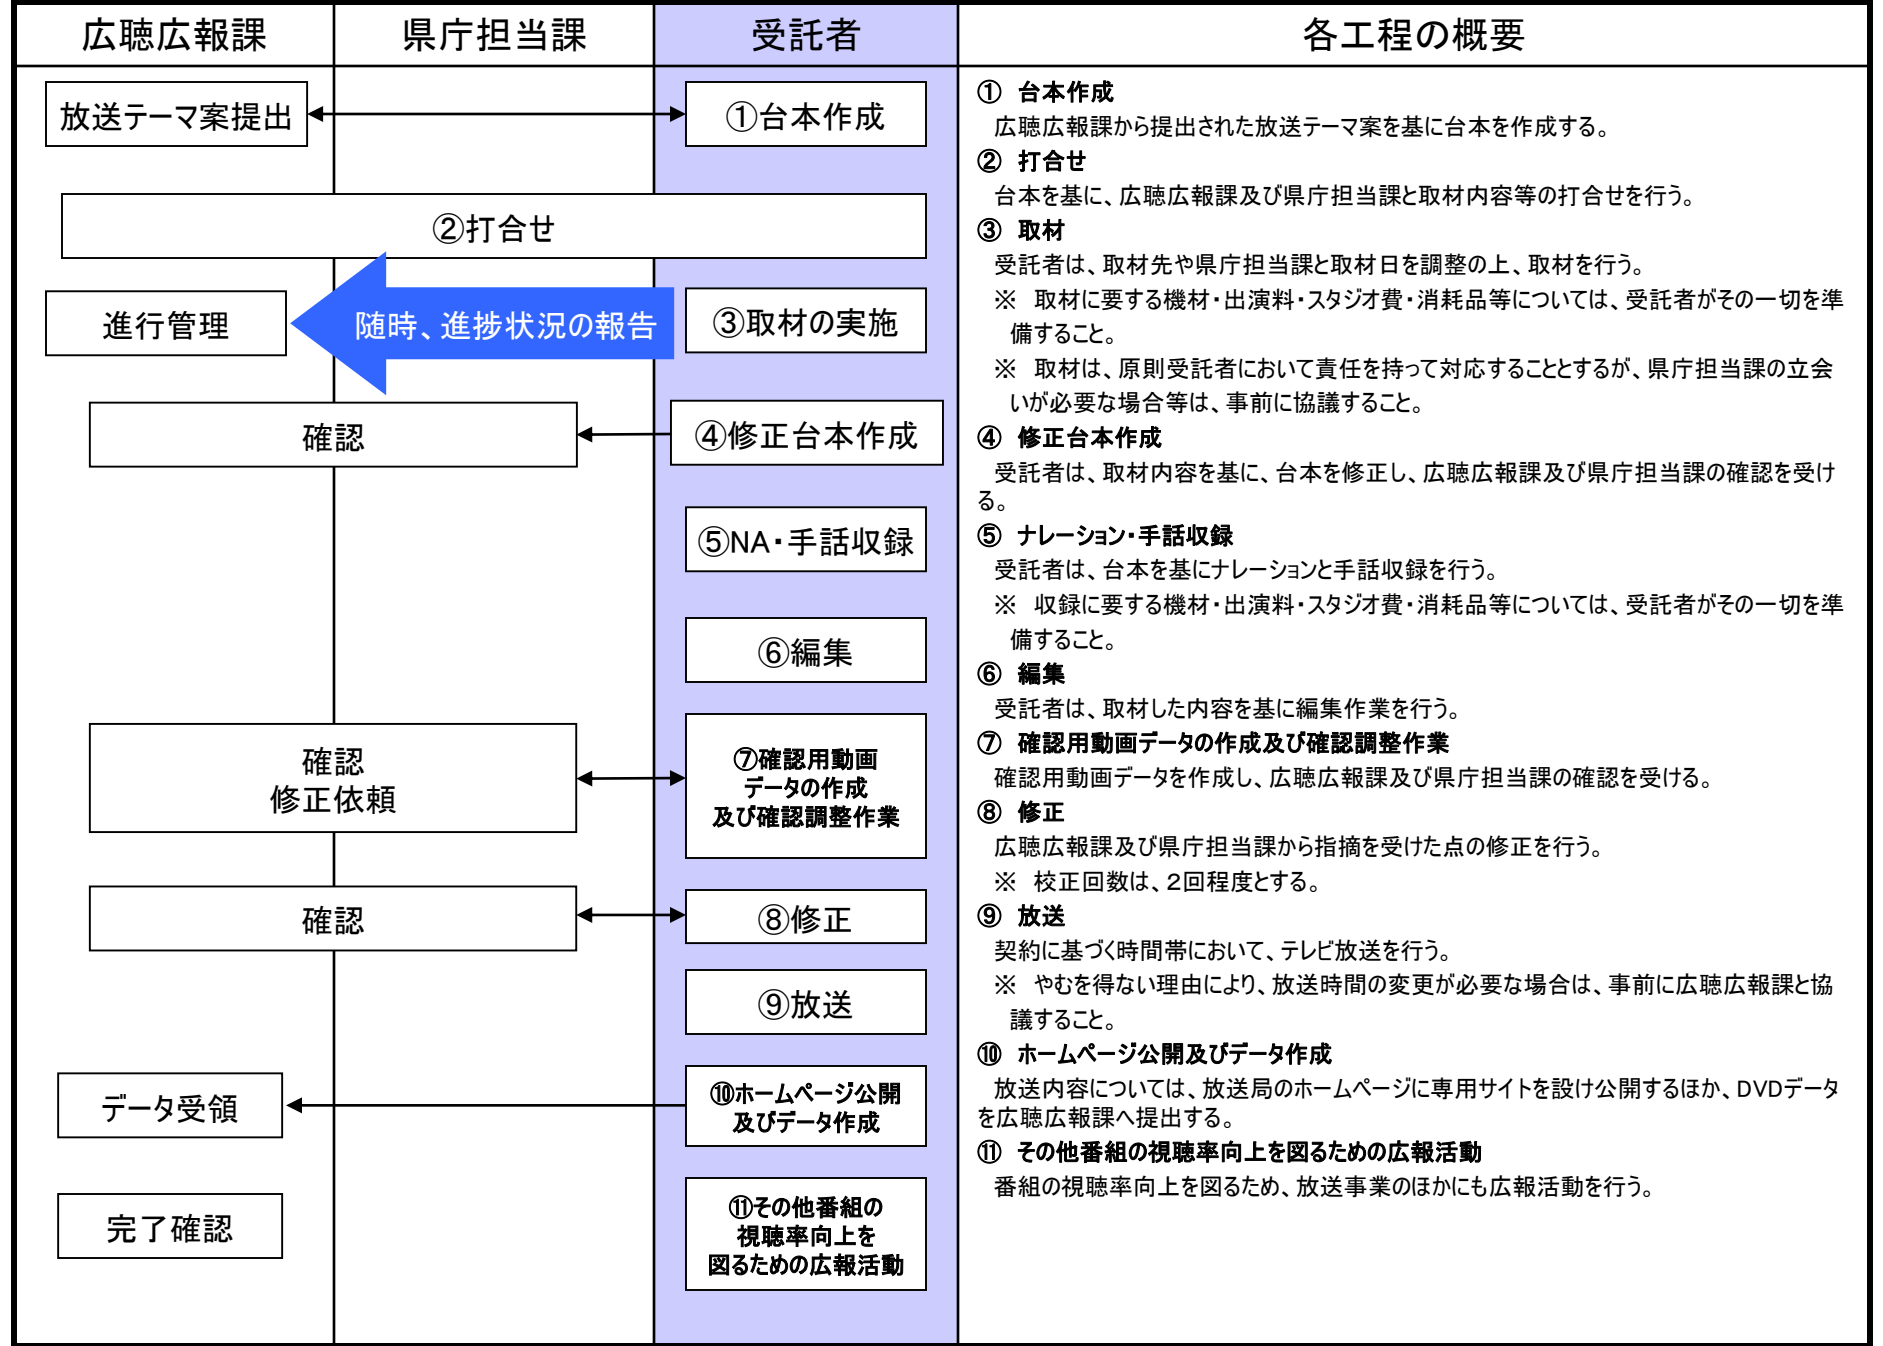 広聴広報課
県庁担当課
受託者
各工程の概要
放送テーマ案提出
①台本作成
②打合せ
進行管理
随時、進捗状況の報告
③取材の実施
確認
④修正台本作成
⑤NA・手話収録
⑥編集
確認
修正依頼
⑦確認用動画
データの作成
及び確認調整作業
確認
⑧修正
⑨放送
データ受領
⑩ホームページ公開
及びデータ作成
完了確認
⑪その他番組の
視聴率向上を
図るための広報活動
① 台本作成
広聴広報課から提出された放送テーマ案を基に台本を作成する。
② 打合せ
台本を基に、広聴広報課及び県庁担当課と取材内容等の打合せを行う。
③ 取材
受託者は、取材先や県庁担当課と取材日を調整の上、取材を行う。
※ 取材に要する機材・出演料・スタジオ費・消耗品等については、受託者がその一切を準
備すること。
※ 取材は、原則受託者において責任を持って対応することとするが、県庁担当課の立会
いが必要な場合等は、事前に協議すること。
④ 修正台本作成
受託者は、取材内容を基に、台本を修正し、広聴広報課及び県庁担当課の確認を受け
る。
⑤ ナレーション・手話収録
受託者は、台本を基にナレーションと手話収録を行う。
※ 収録に要する機材・出演料・スタジオ費・消耗品等については、受託者がその一切を準
備すること。
⑥ 編集
受託者は、取材した内容を基に編集作業を行う。
⑦ 確認用動画データの作成及び確認調整作業
確認用動画データを作成し、広聴広報課及び県庁担当課の確認を受ける。
⑧ 修正
広聴広報課及び県庁担当課から指摘を受けた点の修正を行う。
※ 校正回数は、2回程度とする。
⑨ 放送
契約に基づく時間帯において、テレビ放送を行う。
※ やむを得ない理由により、放送時間の変更が必要な場合は、事前に広聴広報課と協
議すること。
⑩ ホームページ公開及びデータ作成
放送内容については、放送局のホームページに専用サイトを設け公開するほか、DVDデータ
を広聴広報課へ提出する。
⑪ その他番組の視聴率向上を図るための広報活動
番組の視聴率向上を図るため、放送事業のほかにも広報活動を行う。